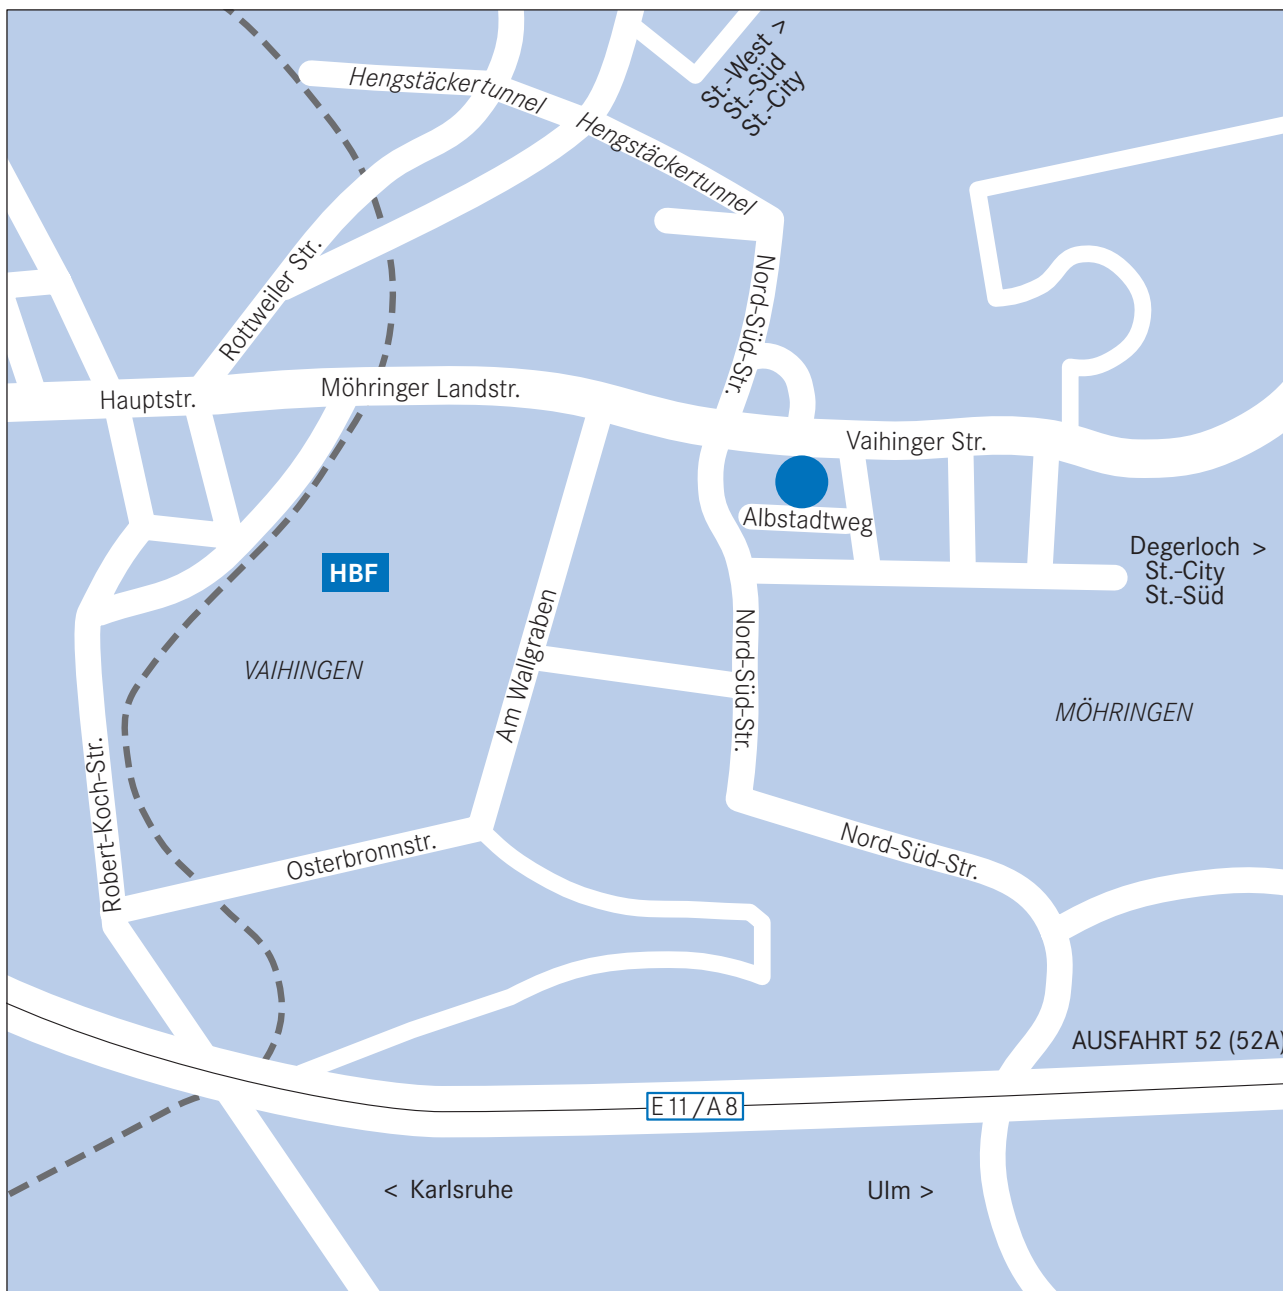 St.-West >
St.-Süd
St.-City
Hengstäckertunnel
Hengstäckertunnel
Rottweiler Str.
Nord-Süd-Str.
Hauptstr.
Möhringer Landstr.
Vaihinger Str.
Albstadtweg
Degerloch >
St.-City
St.-Süd
HBF
VAIHINGEN
Am Wallgraben
Nord-Süd-Str.
MÖHRINGEN
Robert-Koch-Str.
Osterbronnstr.
Nord-Süd-Str.
AUSFAHRT 52 (52A)
E 11 / A 8
< Karlsruhe
Ulm >